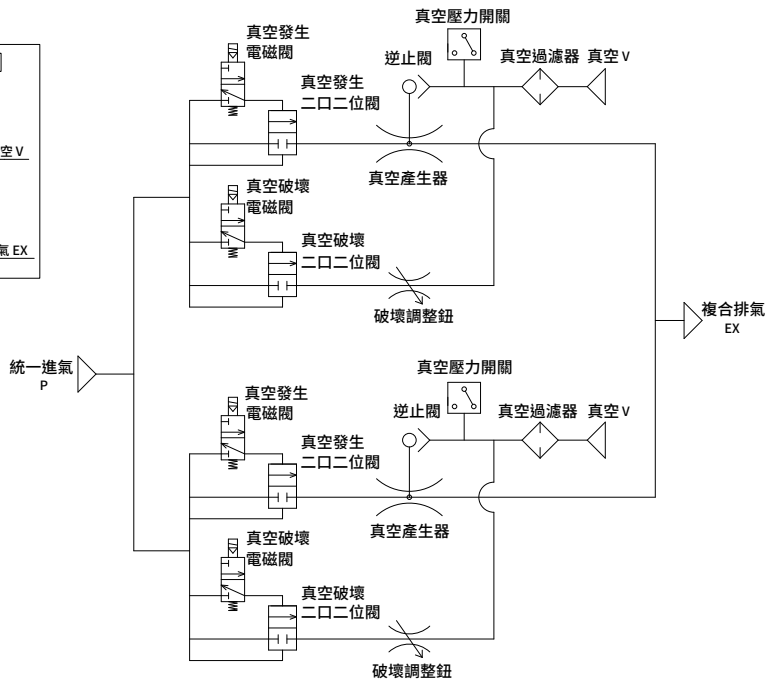 真空壓力開關
真空發生
電磁閥
逆止閥
真空過濾器
真空 V
真空發生
二口二位閥
空 V
真空產生器
真空破壞
電磁閥
真空破壞
二口二位閥
氣 EX
破壞調整鈕
複合排氣
EX
統一進氣
P
真空壓力開關
真空發生
電磁閥
逆止閥
真空過濾器
真空 V
真空發生
二口二位閥
真空產生器
真空破壞
電磁閥
真空破壞
二口二位閥
破壞調整鈕